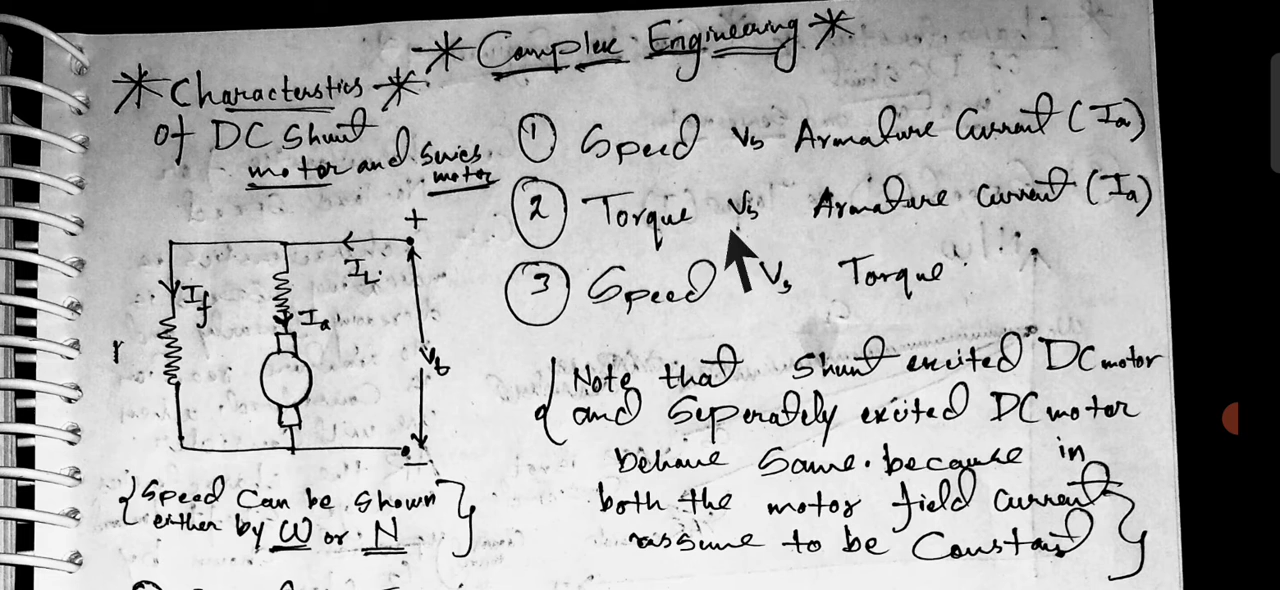 * Complex Engineering *
* Characterstics *
of DC Shunt
motor and Series
motor
① Speed Vs Armature Current (Ia)
② Torque Vs Armature Current (Ia)
③ Speed Vs Torque
+
IL
If
Ia
r
Vt
−
{ Speed Can be Shown
either by W or N }
{ Note that Shunt excited DC motor
and Seperately excited DC motor
behave Same. because in
both the motor field current
assume to be Constant }